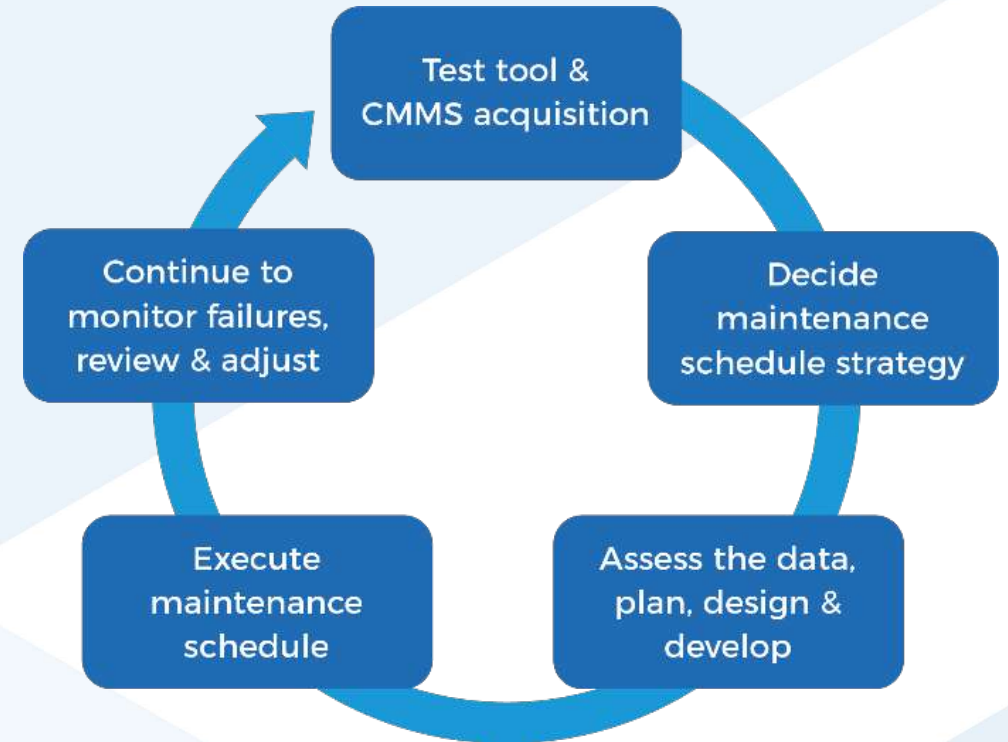 Test tool &
CMMS acquisition
Decide
maintenance
schedule strategy
Assess the data,
plan, design &
develop
Execute
maintenance
schedule
Continue to
monitor failures,
review & adjust